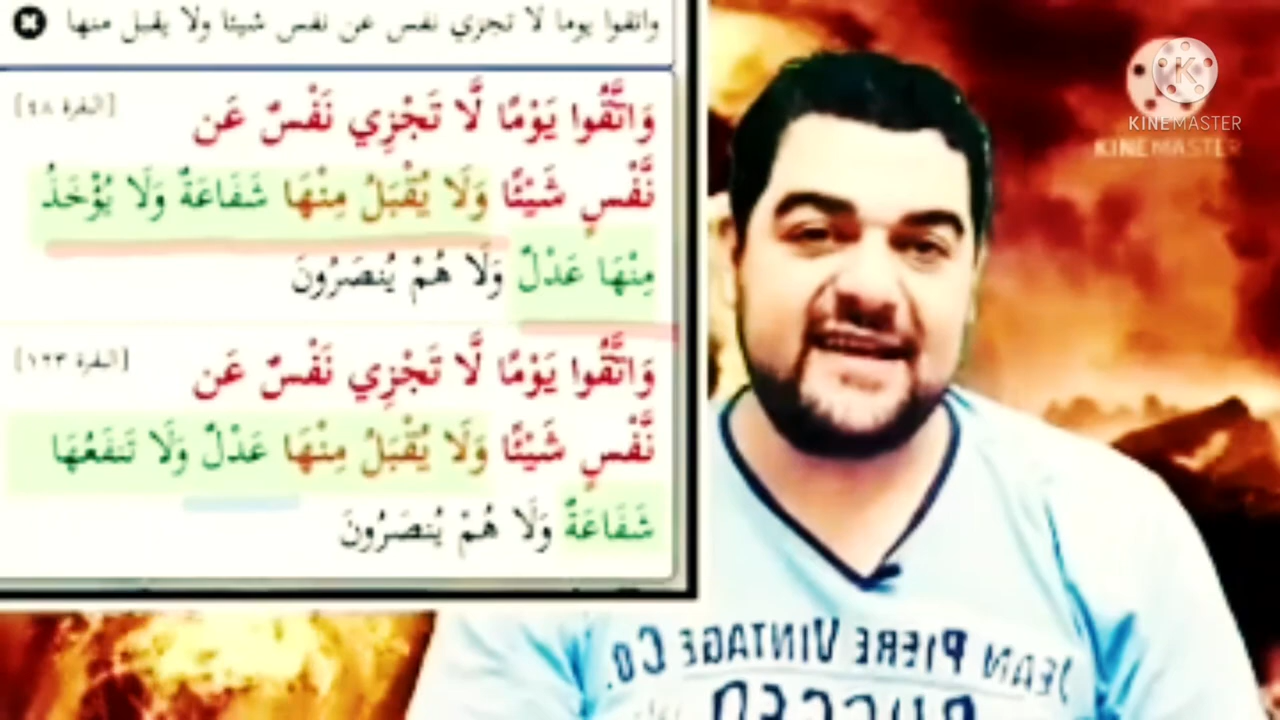 واتقوا يوما لا تجزي نفس عن نفس شيئا ولا يقبل منها
وَاتَّقُوا يَوْمًا لَّا تَجْزِي نَفْسٌ عَن [البقرة ٤٨]
نَّفْسٍ شَيْئًا وَلَا يُقْبَلُ مِنْهَا شَفَاعَةٌ وَلَا يُؤْخَذُ
مِنْهَا عَدْلٌ وَلَا هُمْ يُنصَرُونَ
وَاتَّقُوا يَوْمًا لَّا تَجْزِي نَفْسٌ عَن [البقرة ١٢٣]
نَّفْسٍ شَيْئًا وَلَا يُقْبَلُ مِنْهَا عَدْلٌ وَلَا تَنفَعُهَا
شَفَاعَةٌ وَلَا هُمْ يُنصَرُونَ
K
KINEMASTER
KINEMASTER
JEAN PIERE VINTAGE CO.